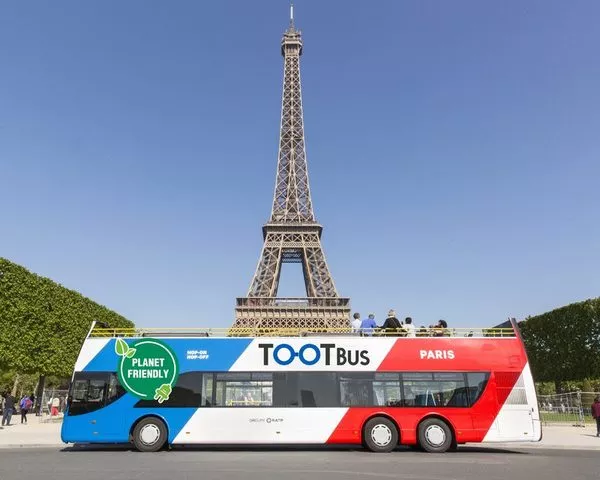 PLANET
FRIENDLY
HOP-ON
HOP-OFF
TOOTBUS
PARIS
GROUPE RATP